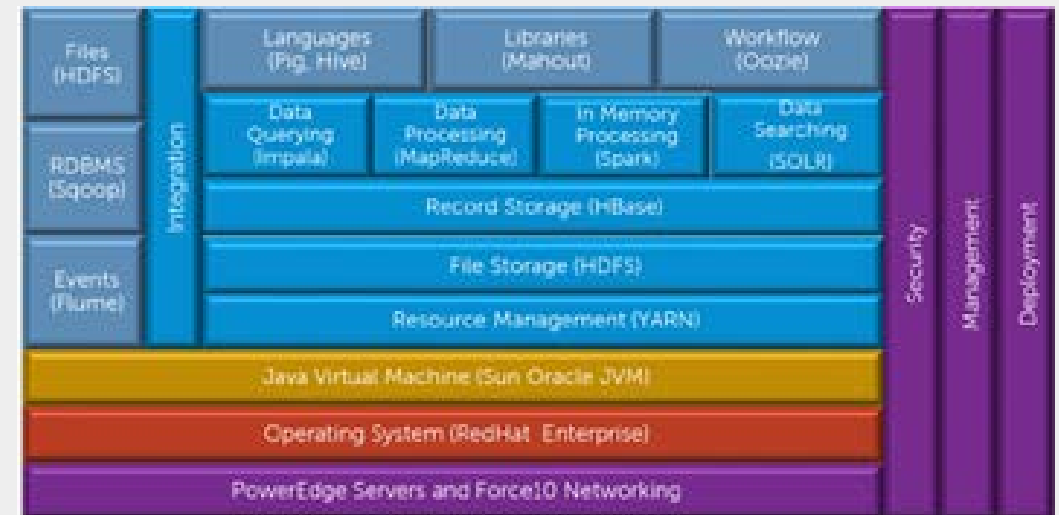 Files
(HDFS)
RDBMS
(Sqoop)
Events
(Flume)
Integration
Languages
(Pig, Hive)
Libraries
(Mahout)
Workflow
(Oozie)
Data
Querying
(Impala)
Data
Processing
(MapReduce)
In Memory
Processing
(Spark)
Data
Searching
(SOLR)
Record Storage (HBase)
File Storage (HDFS)
Resource Management (YARN)
Java Virtual Machine (Sun Oracle JVM)
Operating System (RedHat Enterprise)
PowerEdge Servers and Force10 Networking
Security
Management
Deployment